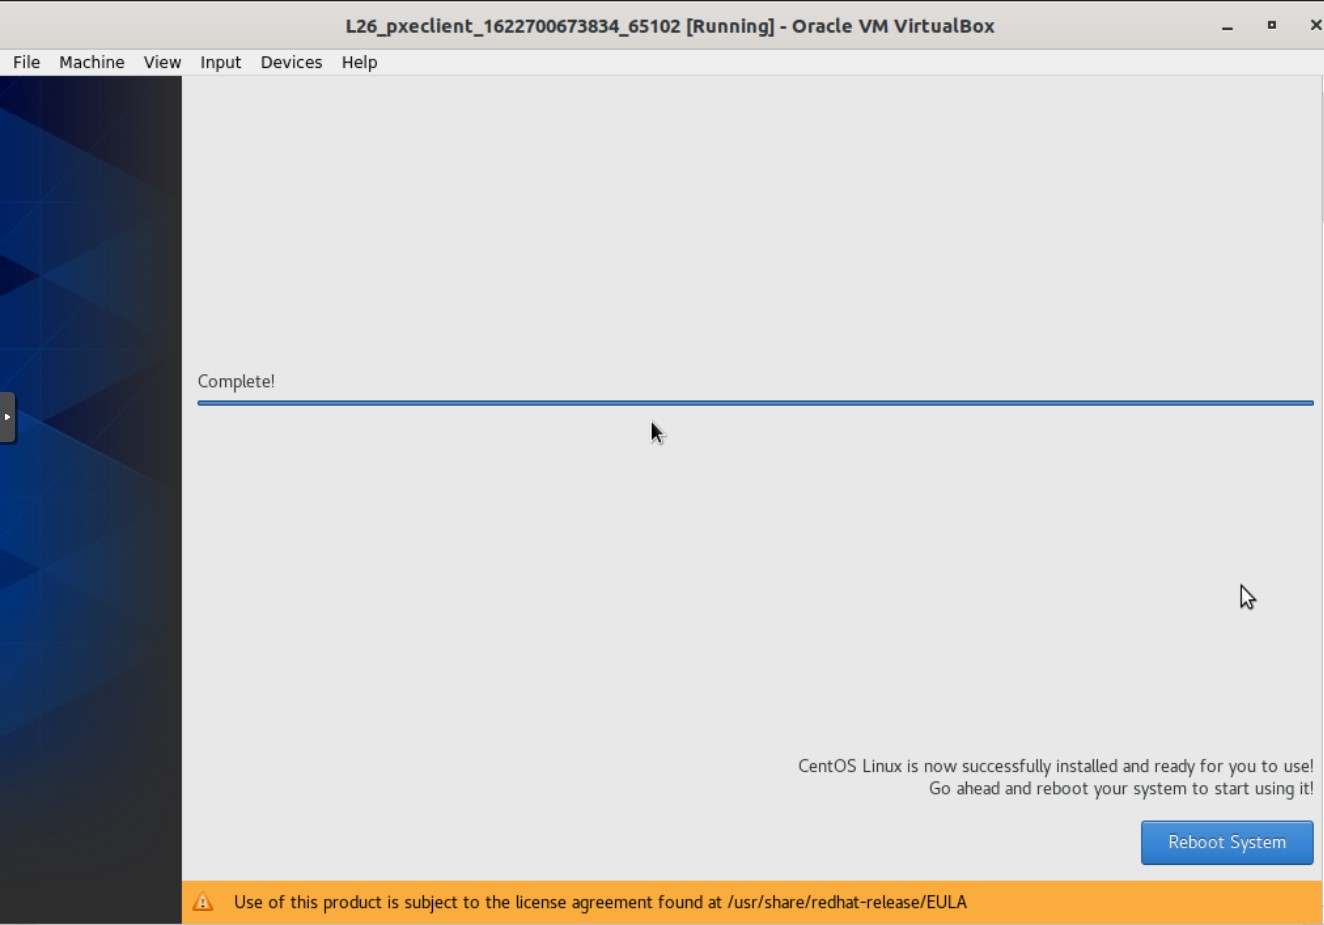 L26_pxeclient_1622700673834_65102 [Running] - Oracle VM VirtualBox
File Machine View Input Devices Help
Complete!
CentOS Linux is now successfully installed and ready for you to use!
Go ahead and reboot your system to start using it!
Reboot System
Use of this product is subject to the license agreement found at /usr/share/redhat-release/EULA